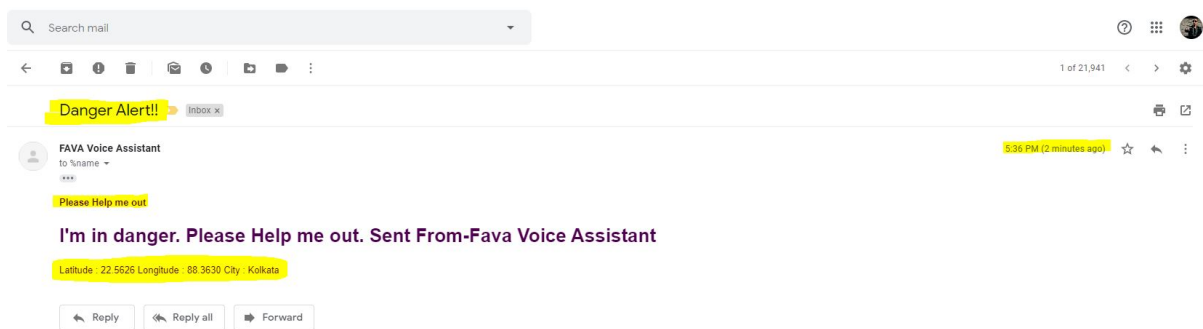 Search mail
1 of 21,941
Danger Alert!! Inbox x
FAVA Voice Assistant 5:36 PM (2 minutes ago)
to %name
Please Help me out
I'm in danger. Please Help me out. Sent From-Fava Voice Assistant
Latitude : 22.5626 Longitude : 88.3630 City : Kolkata
Reply Reply all Forward